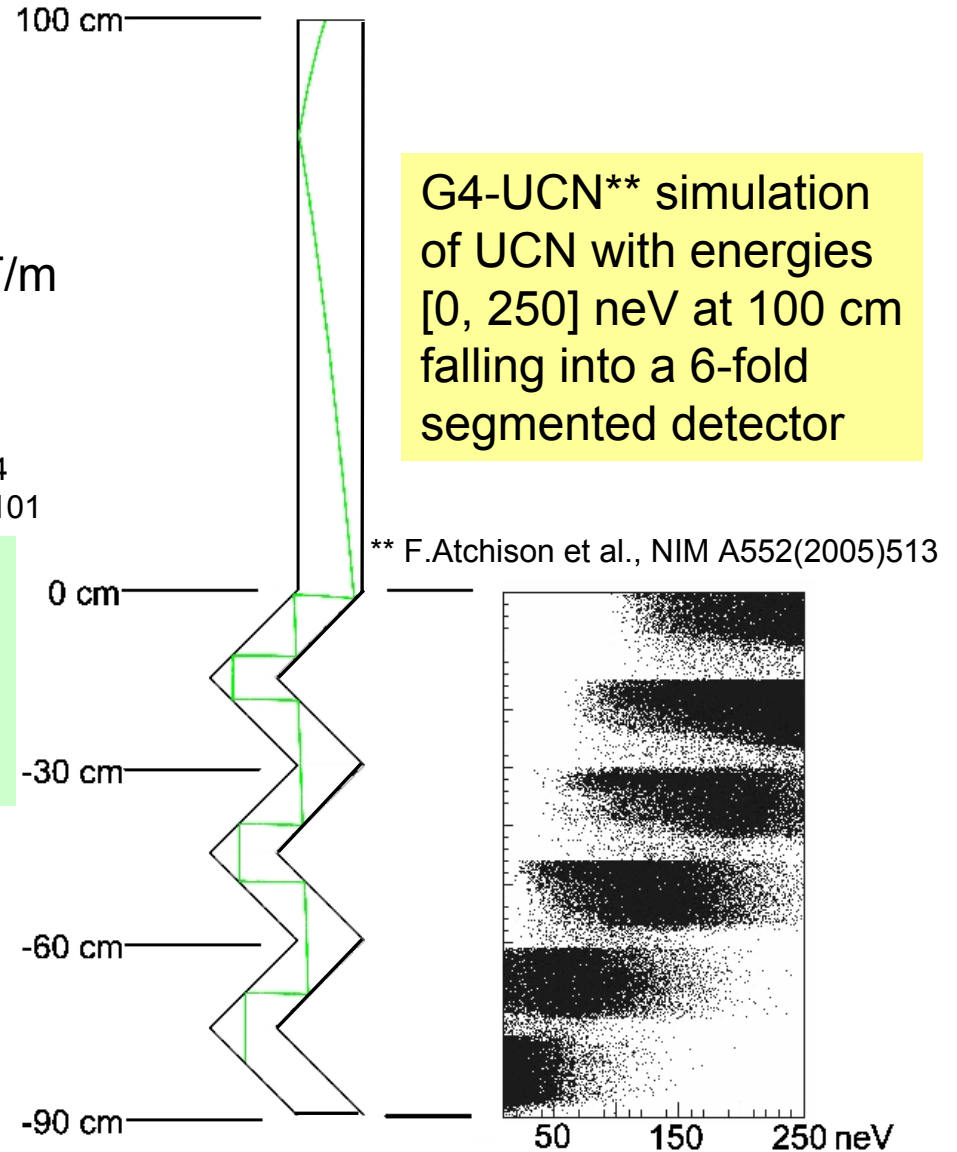 100 cm
G4-UCN** simulation
of UCN with energies
[0, 250] neV at 100 cm
falling into a 6-fold
segmented detector
/m
101
** F.Atchison et al., NIM A552(2005)513
0 cm
-30 cm
-60 cm
-90 cm
50 150 250 neV